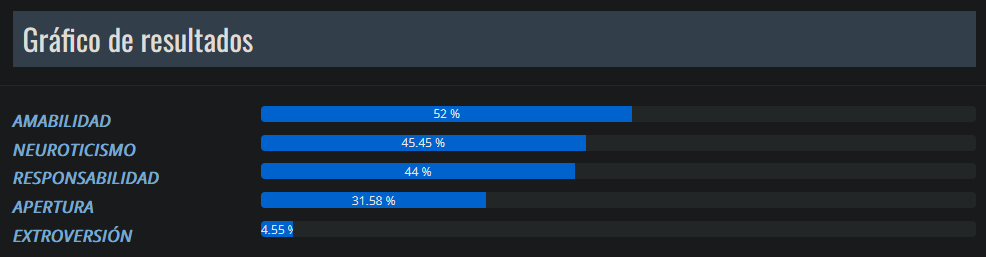 Gráfico de resultados
AMABILIDAD 52 %
NEUROTICISMO 45.45 %
RESPONSABILIDAD 44 %
APERTURA 31.58 %
EXTROVERSIÓN 4.55 %